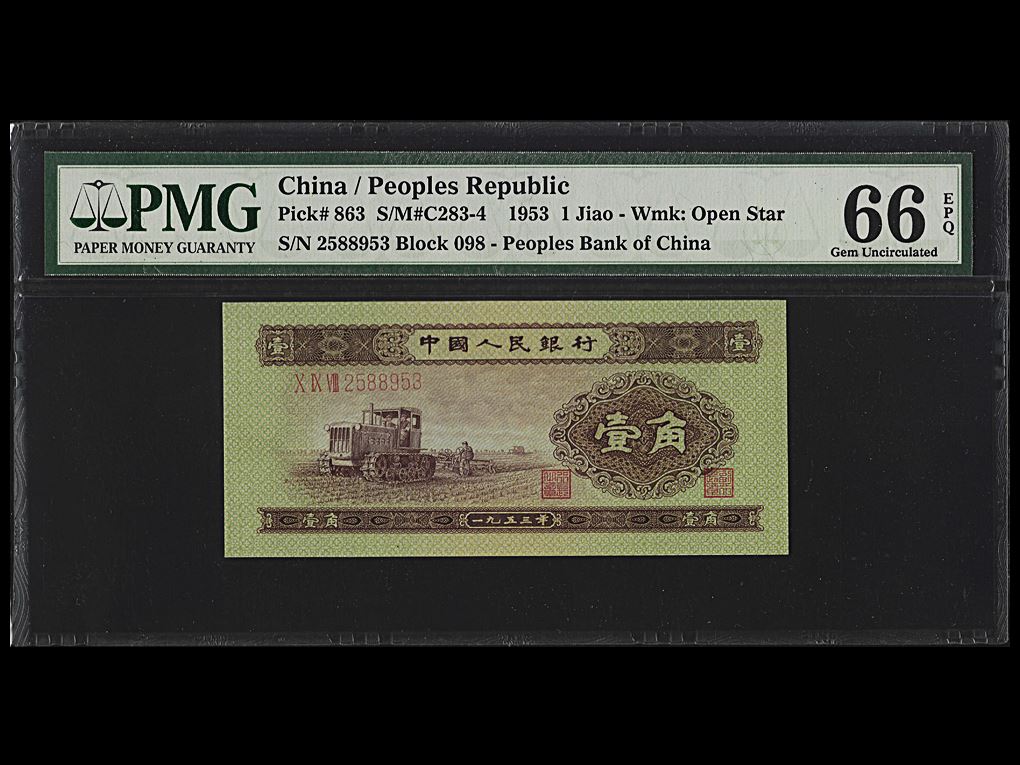 PMG
PAPER MONEY GUARANTY
China / Peoples Republic
Pick# 863 S/M#C283-4 1953 1 Jiao - Wmk: Open Star
S/N 2588953 Block 098 - Peoples Bank of China
66
EPQ
Gem Uncirculated
壹 中國人民銀行 壹
X IX VIII 2588953
壹角
壹角 一九五三年 壹角